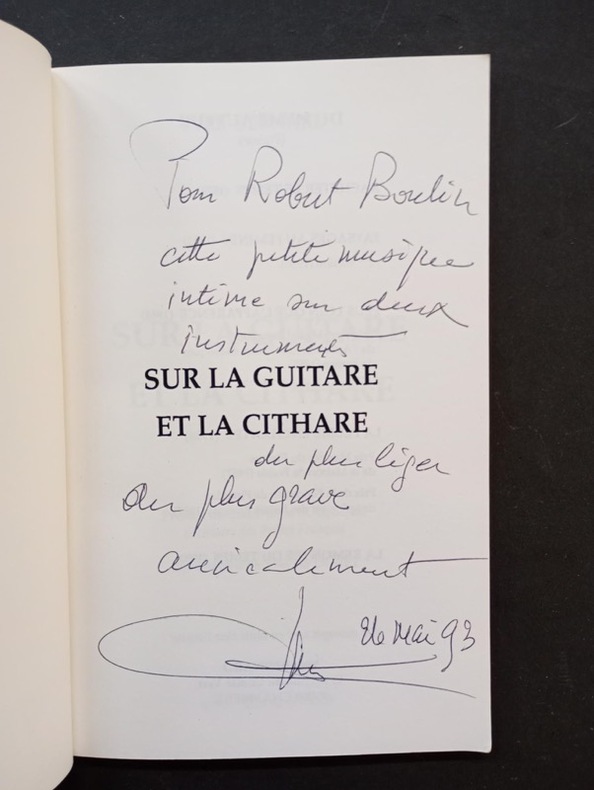 Pour Robert Boulin
cette petite musique
intime sur deux
instruments
SUR LA GUITARE
ET LA CITHARE
du plus léger
au plus grave
amicalement
26 Mai 93